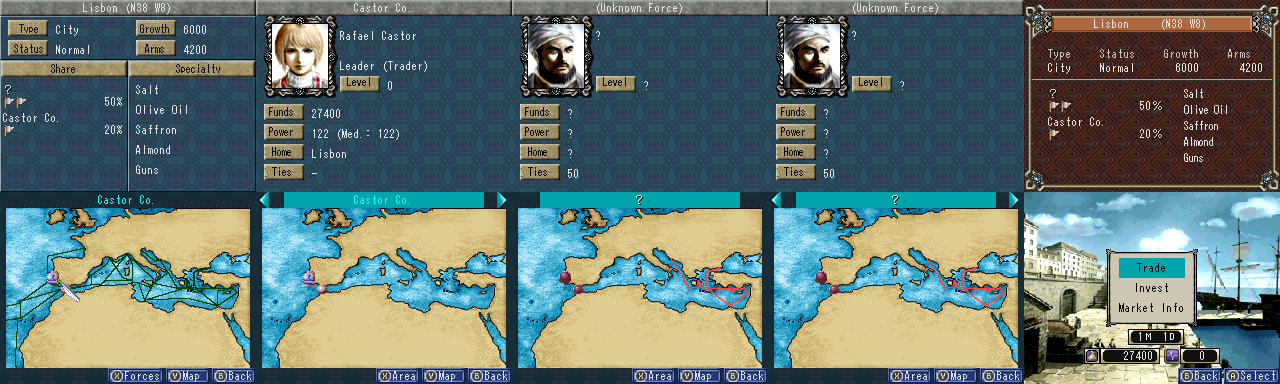 Lisbon (N38 W8)
Type City Growth 6000
Status Normal Arms 4200
Share Specialty
?
50%
Castor Co.
20%
Salt
Olive Oil
Saffron
Almond
Guns
Castor Co.
Ⓧ Forces Ⓨ Map Ⓑ Back
Castor Co.
Rafael Castor
Leader (Trader)
Level 0
Funds 27400
Power 122 (Med.: 122)
Home Lisbon
Ties –
Castor Co.
Ⓧ Area Ⓨ Map Ⓑ Back
(Unknown Force)
?
Level ?
Funds ?
Power ?
Home ?
Ties 50
?
Ⓧ Area Ⓨ Map Ⓑ Back
(Unknown Force)
?
Level ?
Funds ?
Power ?
Home ?
Ties 50
?
Ⓧ Area Ⓨ Map Ⓑ Back
Lisbon (N38 W8)
Type Status Growth Arms
City Normal 6000 4200
?
50%
Castor Co.
20%
Salt
Olive Oil
Saffron
Almond
Guns
Trade
Invest
Market Info
1M 1D
27400 0
Ⓑ Back Ⓐ Select